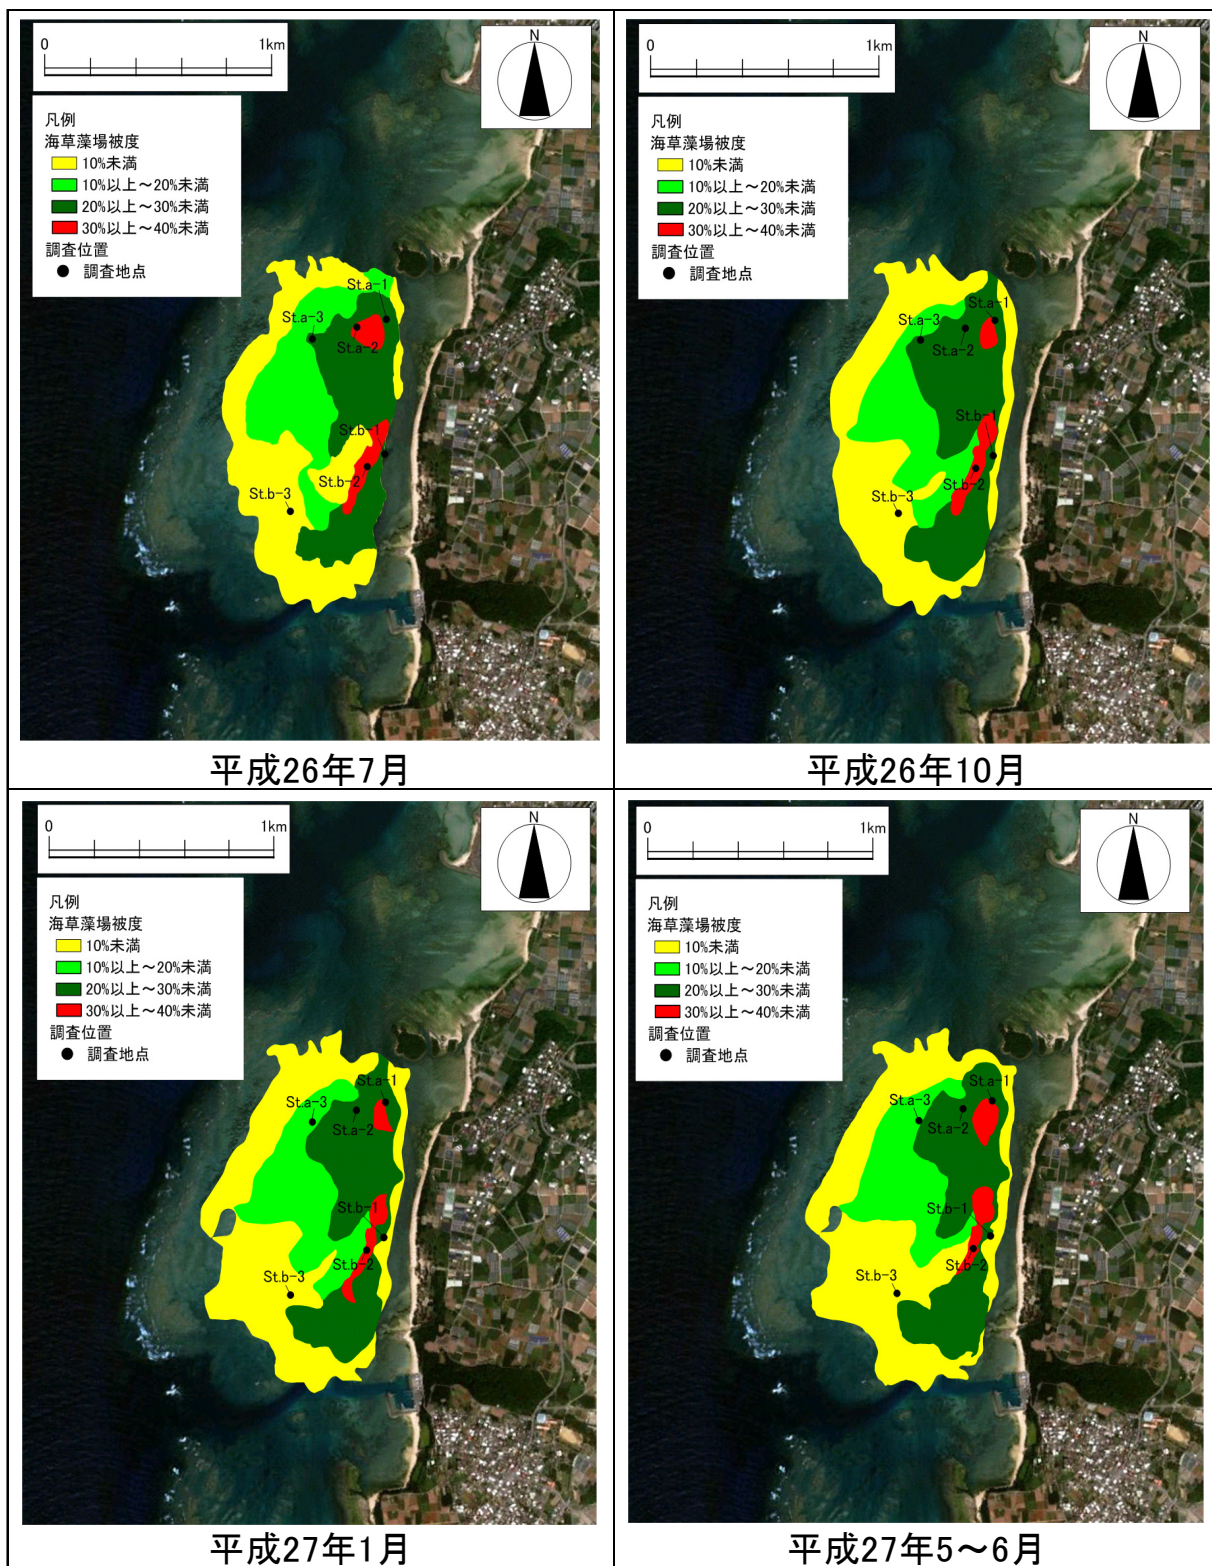 0 1km
N
凡例
海草藻場被度
10%未満
10%以上～20%未満
20%以上～30%未満
30%以上～40%未満
調査位置
調査地点
St.a-1
St.a-3
St.a-2
St.b-1
St.b-2
St.b-3
平成26年7月
0 1km
N
凡例
海草藻場被度
10%未満
10%以上～20%未満
20%以上～30%未満
30%以上～40%未満
調査位置
調査地点
St.a-1
St.a-3
St.a-2
St.b-1
St.b-2
St.b-3
平成26年10月
0 1km
N
凡例
海草藻場被度
10%未満
10%以上～20%未満
20%以上～30%未満
30%以上～40%未満
調査位置
調査地点
St.a-1
St.a-3
St.a-2
St.b-1
St.b-2
St.b-3
平成27年1月
0 1km
N
凡例
海草藻場被度
10%未満
10%以上～20%未満
20%以上～30%未満
30%以上～40%未満
調査位置
調査地点
St.a-1
St.a-3
St.a-2
St.b-1
St.b-2
St.b-3
平成27年5～6月